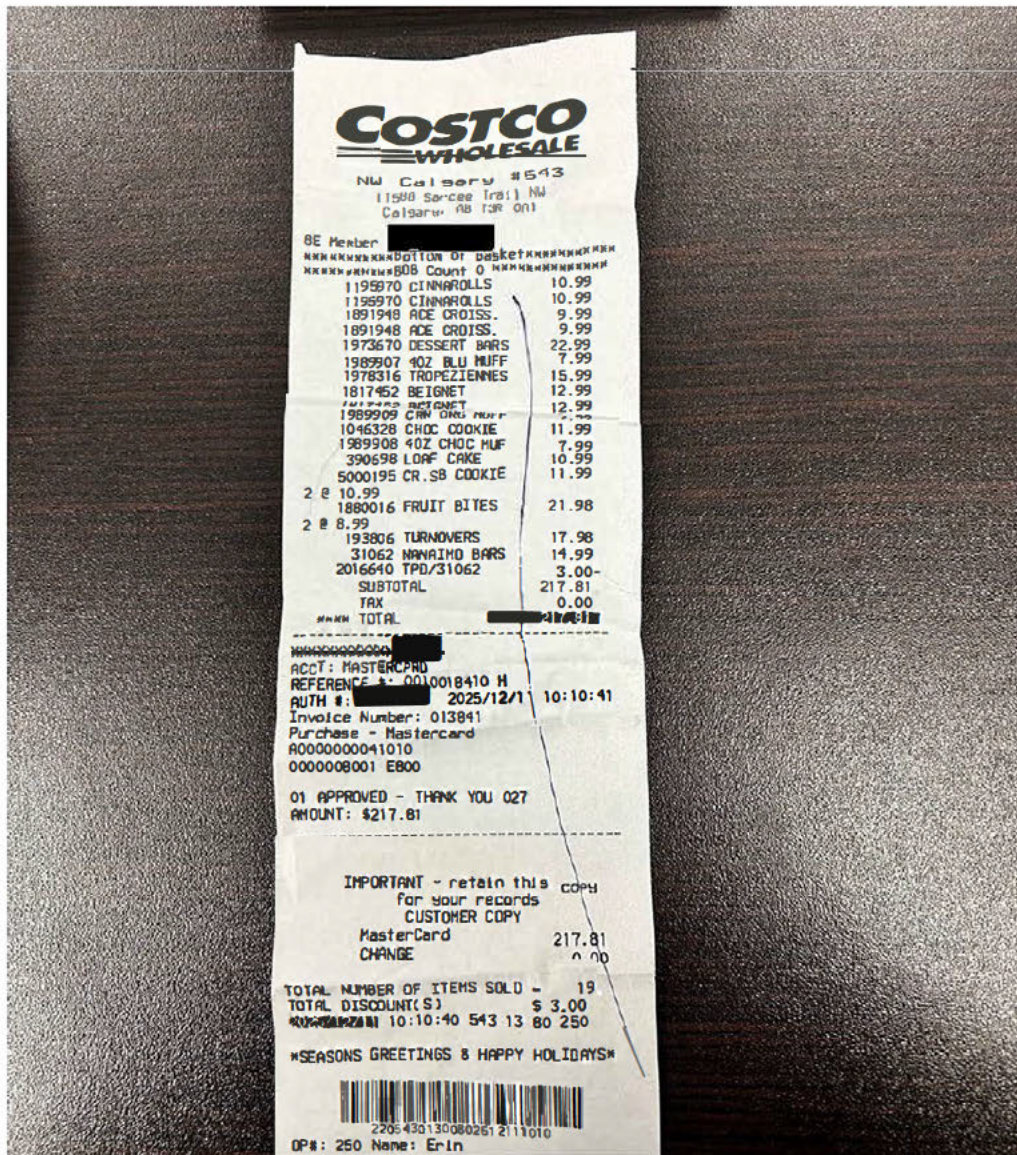 COSTCO
WHOLESALE
NW Calgary #543
11588 Sarcee Trail NW
Calgary, AB T3R 0A1
BE Member
***********Bottom of Basket***********
***********BOB Count 0 **************
1195970 CINNAROLLS 10.99
1195970 CINNAROLLS 10.99
1891948 ACE CROISS. 9.99
1891948 ACE CROISS. 9.99
1973670 DESSERT BARS 22.99
1989907 4OZ BLU MUFF 7.99
1978316 TROPEZIENNES 15.99
1817452 BEIGNET 12.99
BEIGNET 12.99
1989909 CRN ORG MUFF
1046328 CHOC COOKIE 11.99
1989908 4OZ CHOC MUF 7.99
390698 LOAF CAKE 10.99
5000195 CR.SB COOKIE 11.99
2 @ 10.99
1880016 FRUIT BITES 21.98
2 @ 8.99
193806 TURNOVERS 17.98
31062 NANAIMO BARS 14.99
2016640 TPD/31062 3.00-
SUBTOTAL 217.81
TAX 0.00
**** TOTAL 217.81
ACCT: MASTERCARD
REFERENCE #: 0010018410 H
AUTH #: 2025/12/11 10:10:41
Invoice Number: 013841
Purchase - Mastercard
A0000000041010
0000008001 E800
01 APPROVED - THANK YOU 027
AMOUNT: $217.81
IMPORTANT - retain this copy
for your records
CUSTOMER COPY
MasterCard 217.81
CHANGE 0.00
TOTAL NUMBER OF ITEMS SOLD = 19
TOTAL DISCOUNT(S) $ 3.00
10:10:40 543 13 80 250
*SEASONS GREETINGS & HAPPY HOLIDAYS*
OP#: 250 Name: Erin